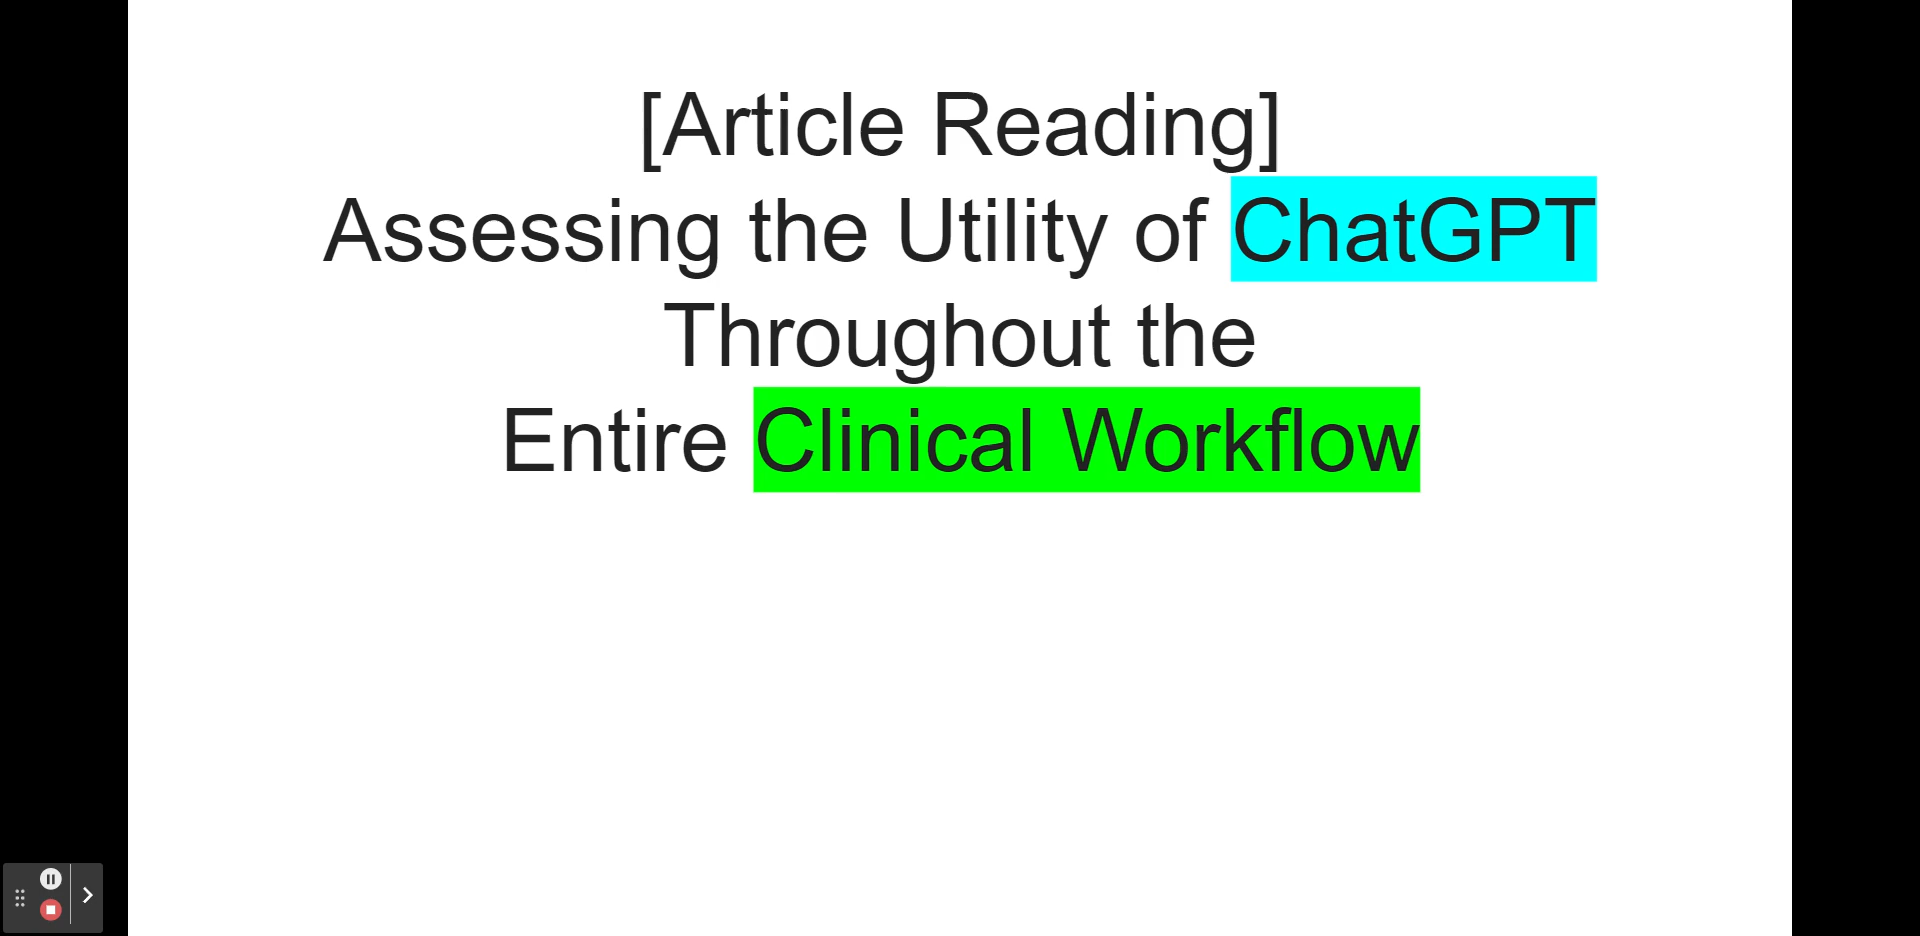 [Article Reading]
Assessing the Utility of ChatGPT
Throughout the
Entire Clinical Workflow